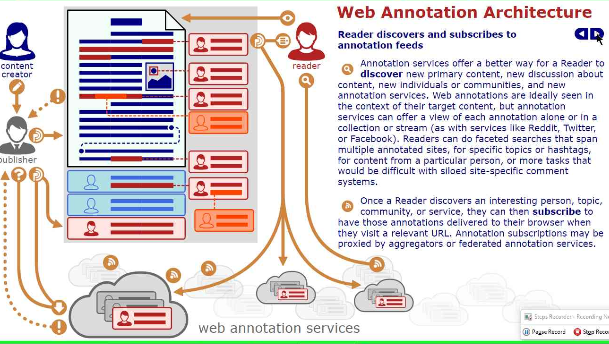 Web Annotation Architecture
Reader discovers and subscribes to
annotation feeds
Annotation services offer a better way for a Reader to
discover new primary content, new discussion about
content, new individuals or communities, and new
annotation services. Web annotations are ideally seen in
the context of their target content, but annotation
services can offer a view of each annotation alone or in a
collection or stream (as with services like Reddit, Twitter,
or Facebook). Readers can do faceted searches that span
multiple annotated sites, for specific topics or hashtags,
for content from a particular person, or more tasks that
would be difficult with siloed site-specific comment
systems.
Once a Reader discovers an interesting person, topic,
community, or service, they can then subscribe to
have those annotations delivered to their browser when
they visit a relevant URL. Annotation subscriptions may be
proxied by aggregators or federated annotation services.
content
creator
reader
publisher
web annotation services
Steps Recorder - Recording N
Pause Record
Stop Reco